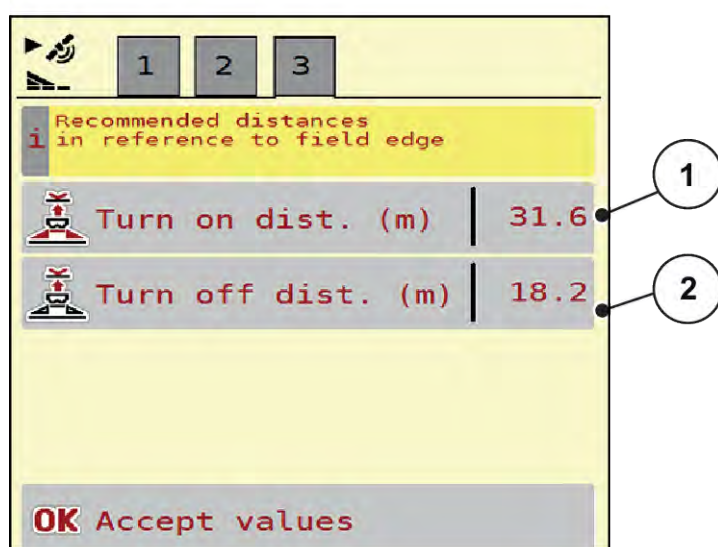 1 2 3
i Recommended distances
in reference to field edge
Turn on dist. (m) 31.6
1
Turn off dist. (m) 18.2
2
OK Accept values